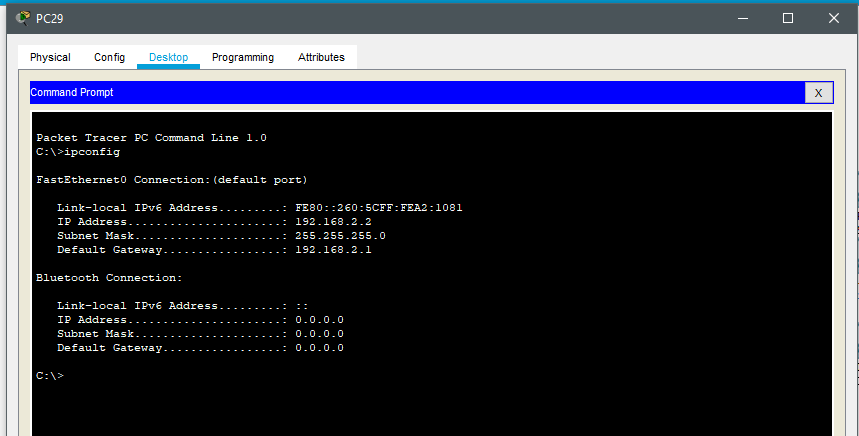 PC29
Physical Config Desktop Programming Attributes
Command Prompt X
Packet Tracer PC Command Line 1.0
C:\>ipconfig
FastEthernet0 Connection:(default port)
Link-local IPv6 Address.........: FE80::260:5CFF:FEA2:1081
IP Address......................: 192.168.2.2
Subnet Mask.....................: 255.255.255.0
Default Gateway.................: 192.168.2.1
Bluetooth Connection:
Link-local IPv6 Address.........: ::
IP Address......................: 0.0.0.0
Subnet Mask.....................: 0.0.0.0
Default Gateway.................: 0.0.0.0
C:\>